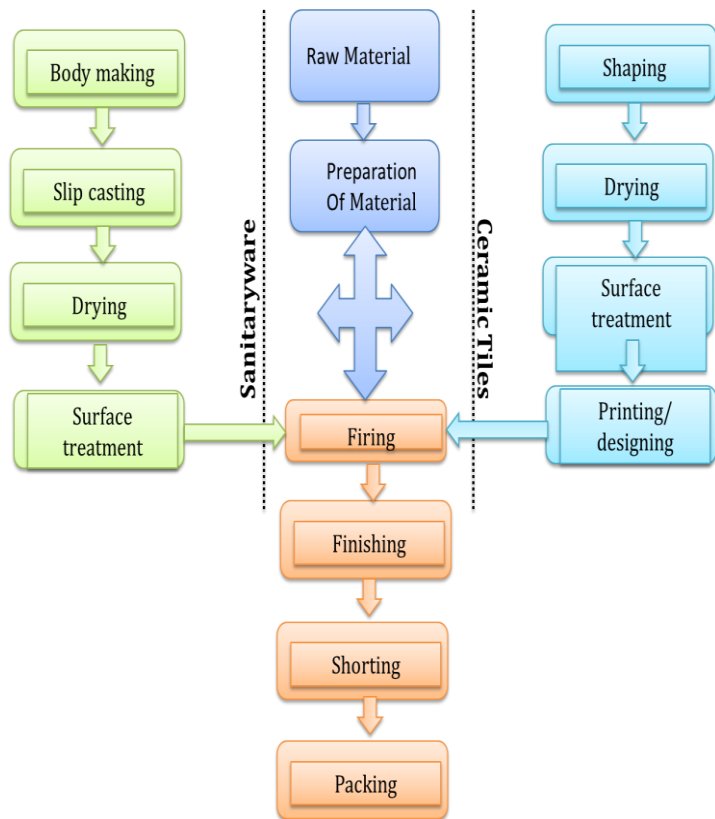 Body making
Slip casting
Drying
Surface
treatment
Sanitaryware
Raw Material
Preparation
Of Material
Firing
Finishing
Shorting
Packing
Ceramic Tiles
Shaping
Drying
Surface
treatment
Printing/
designing